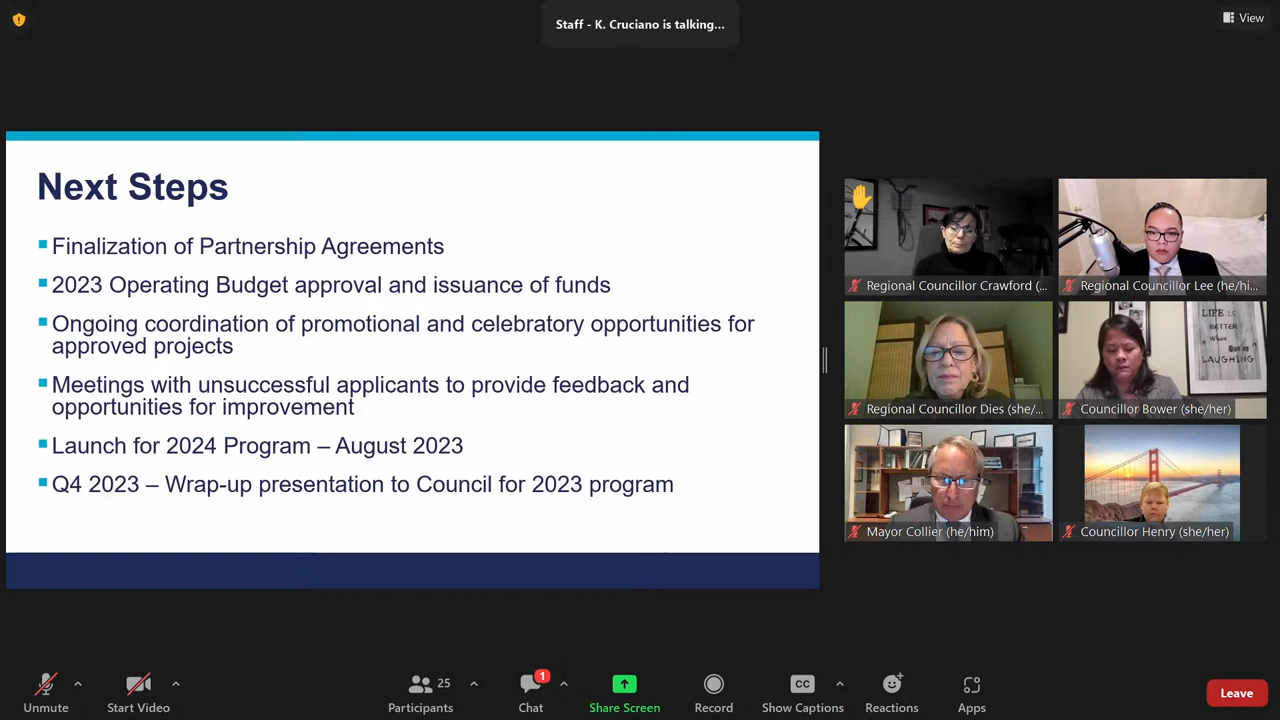 Staff - K. Cruciano is talking...
View
Next Steps
Finalization of Partnership Agreements
2023 Operating Budget approval and issuance of funds
Ongoing coordination of promotional and celebratory opportunities for
approved projects
Meetings with unsuccessful applicants to provide feedback and
opportunities for improvement
Launch for 2024 Program – August 2023
Q4 2023 – Wrap-up presentation to Council for 2023 program
Regional Councillor Crawford (...
Regional Councillor Lee (he/hi...
LIFE IS
BETTER
When
LAUGHING
Regional Councillor Dies (she/...
Councillor Bower (she/her)
Mayor Collier (he/him)
Councillor Henry (she/her)
Unmute
Start Video
25
Participants
1
Chat
Share Screen
Record
CC
Show Captions
Reactions
Apps
Leave